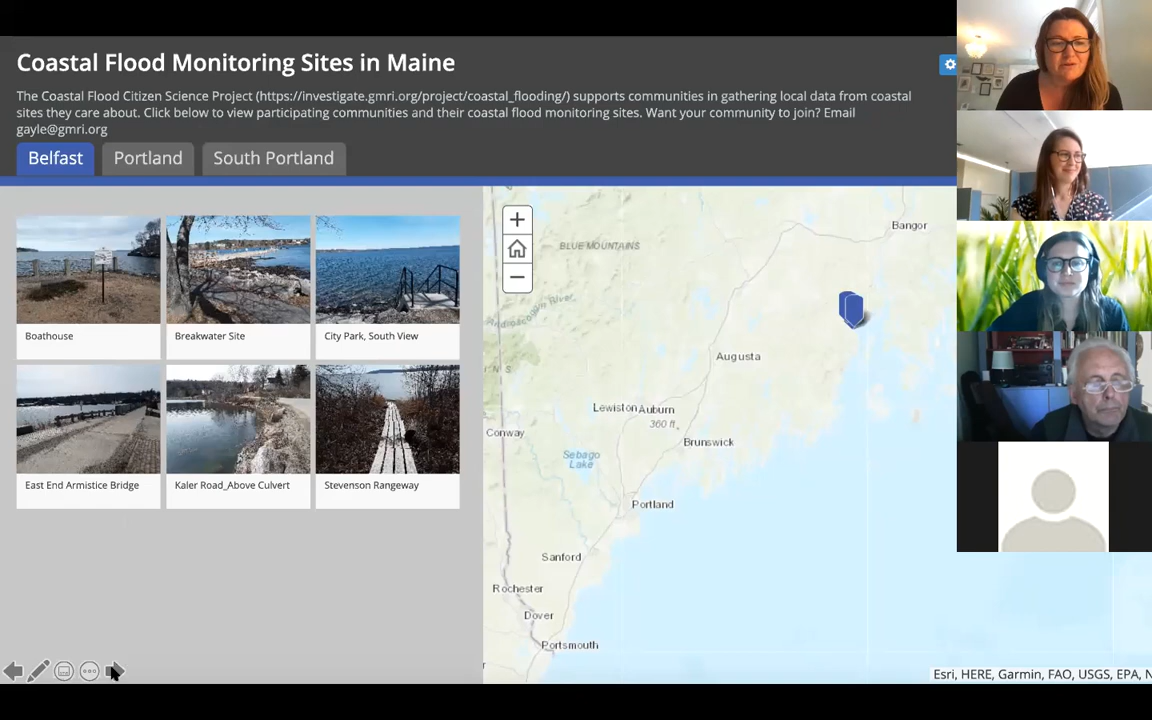 Coastal Flood Monitoring Sites in Maine
The Coastal Flood Citizen Science Project (https://investigate.gmri.org/project/coastal_flooding/) supports communities in gathering local data from coastal
sites they care about. Click below to view participating communities and their coastal flood monitoring sites. Want your community to join? Email
gayle@gmri.org
Belfast
Portland
South Portland
Boathouse
Breakwater Site
City Park, South View
East End Armistice Bridge
Kaler Road_Above Culvert
Stevenson Rangeway
Bangor
BLUE MOUNTAINS
Androscoggin River
Augusta
Lewiston
Auburn
360 ft
Conway
Brunswick
Sebago
Lake
Portland
Sanford
Rochester
Dover
Portsmouth
Esri, HERE, Garmin, FAO, USGS, EPA, N